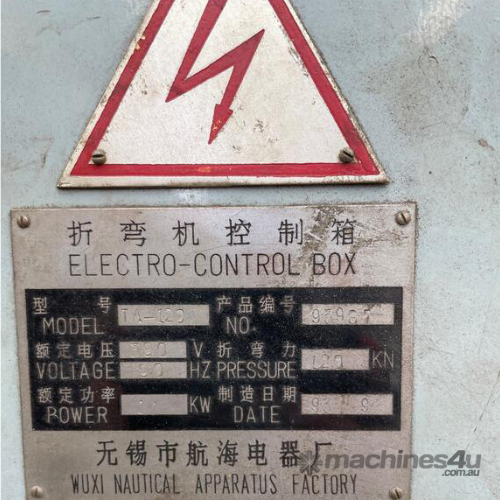 折弯机控制箱
ELECTRO-CONTROL BOX
型号 产品编号
MODEL NO.
额定电压 V 折弯力
VOLTAGE HZ PRESSURE 120 KN
额定功率 KW 制造日期
POWER DATE
无锡市航海电器厂
WUXI NAUTICAL APPARATUS FACTORY
machines4u
.com.au